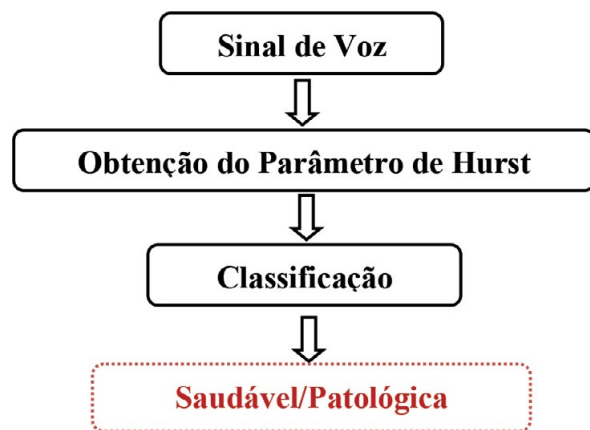 Sinal de Voz
Obtenção do Parâmetro de Hurst
Classificação
Saudável/Patológica